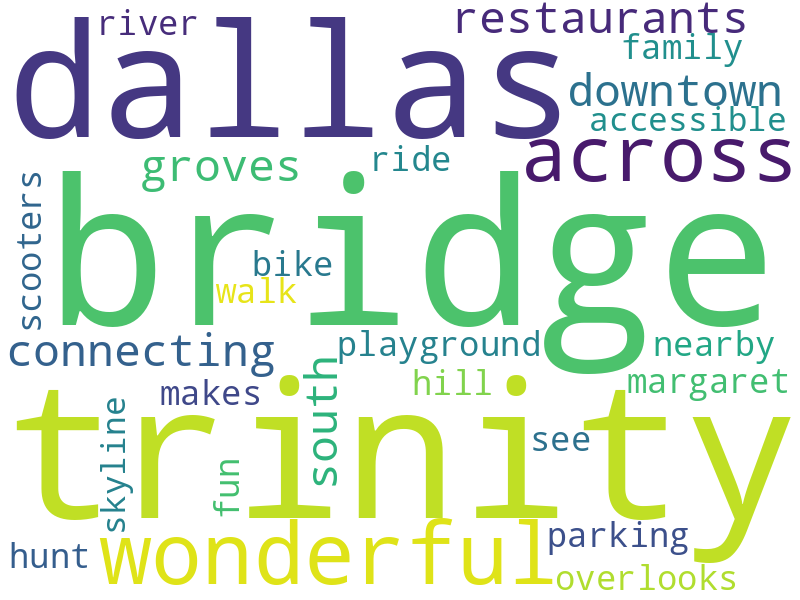 river
restaurants
dallas
family
downtown
accessible
across
groves
ride
scooters
bridge
bike
walk
connecting
playground
nearby
makes
south
hill
margaret
trinity
skyline
fun
see
wonderful
parking
hunt
overlooks